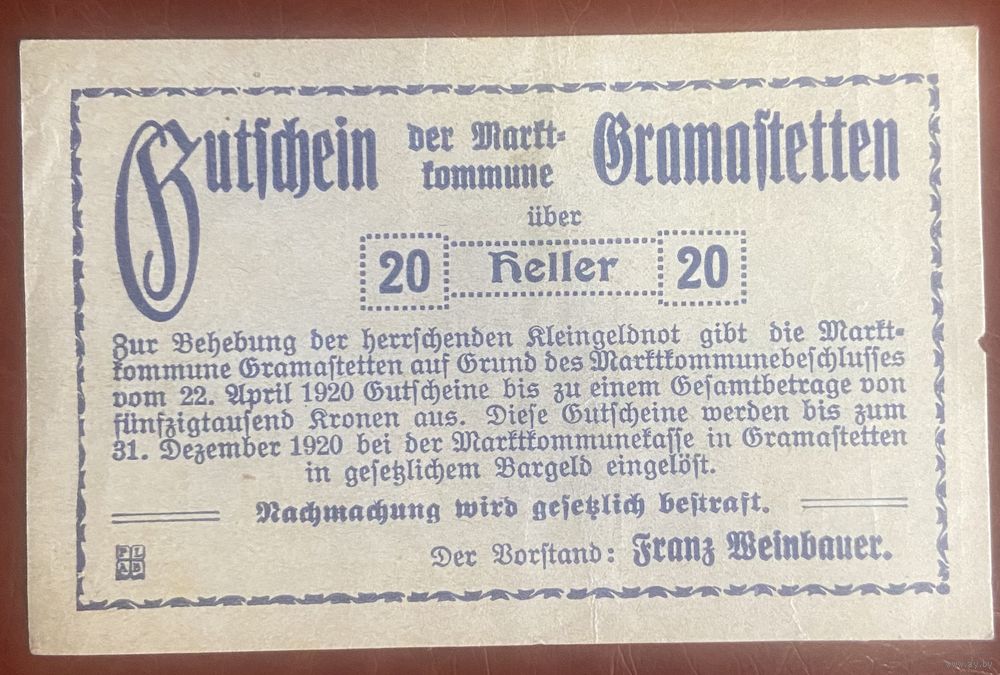 Gutschein der Markt-
kommune Gramastetten
über
20 Heller 20
Zur Behebung der herrschenden Kleingeldnot gibt die Markt-
kommune Gramastetten auf Grund des Marktkommunebeschlusses
vom 22. April 1920 Gutscheine bis zu einem Gesamtbetrage von
fünfzigtausend Kronen aus. Diese Gutscheine werden bis zum
31. Dezember 1920 bei der Marktkommunekasse in Gramastetten
in gesetzlichem Bargeld eingelöst.
Nachmachung wird gesetzlich bestraft.
Der Vorstand: Franz Weinbauer.
www.ay.by